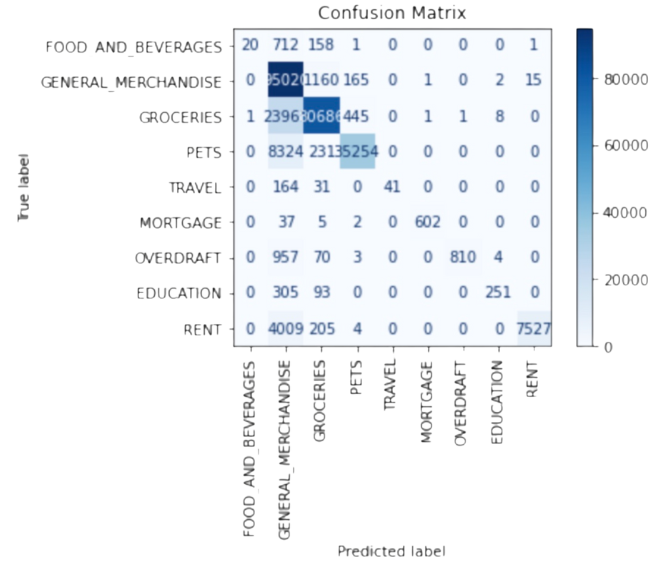 Confusion Matrix
FOOD_AND_BEVERAGES 20 712 158 1 0 0 0 0 1
GENERAL_MERCHANDISE 0 95020 1160 165 0 1 0 2 15
GROCERIES 1 445 0 1 1 8 0
PETS 0 8324 231 35254 0 0 0 0 0
TRAVEL 0 164 31 0 41 0 0 0 0
MORTGAGE 0 37 5 2 0 602 0 0 0
OVERDRAFT 0 957 70 3 0 0 810 4 0
EDUCATION 0 305 93 0 0 0 0 251 0
RENT 0 4009 205 4 0 0 0 0 7527
True label
FOOD_AND_BEVERAGES
GENERAL_MERCHANDISE
GROCERIES
PETS
TRAVEL
MORTGAGE
OVERDRAFT
EDUCATION
RENT
Predicted label
80000
60000
40000
20000
0